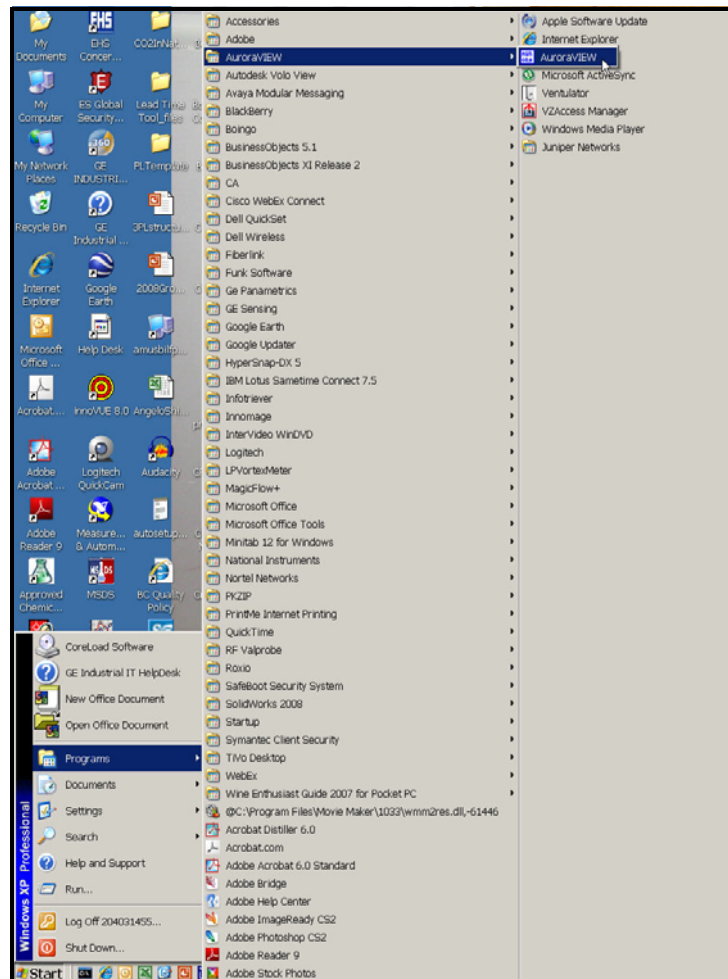 My Documents
EHS Concer...
CO2InNat...
My Computer
ES Global Security...
Lead Time Tool_files
My Network Places
GE INDUSTRI...
PLTemplate
Recycle Bin
GE Industrial ...
3PLstructu...
Internet Explorer
Google Earth
2008Gro...
Microsoft Office ...
Help Desk
amusbilfp...
Acrobat....
InnoVUE 8.0
AngeloShi...
Adobe Acrobat ...
Logitech QuickCam
Audacity
Adobe Reader 9
Measure... & Autom...
autosetup...
Approved Chemic...
MSDS
BC Quality Policy
CoreLoad Software
GE Industrial IT HelpDesk
New Office Document
Open Office Document
Programs
Documents
Settings
Search
Help and Support
Run...
Log Off 204031455...
Shut Down...
Windows XP Professional
Start
Accessories
Adobe
AuroraVIEW
Autodesk Volo View
Avaya Modular Messaging
BlackBerry
Boingo
BusinessObjects 5.1
BusinessObjects XI Release 2
CA
Cisco WebEx Connect
Dell QuickSet
Dell Wireless
Fiberlink
Funk Software
Ge Panametrics
GE Sensing
Google Earth
Google Updater
HyperSnap-DX 5
IBM Lotus Sametime Connect 7.5
Infotriever
Innomage
InterVideo WinDVD
Logitech
LPVortexMeter
MagicFlow+
Microsoft Office
Microsoft Office Tools
Minitab 12 for Windows
National Instruments
Nortel Networks
PKZIP
PrintMe Internet Printing
QuickTime
RF Valprobe
Roxio
SafeBoot Security System
SolidWorks 2008
Startup
Symantec Client Security
TiVo Desktop
WebEx
Wine Enthusiast Guide 2007 for Pocket PC
@C:\Program Files\Movie Maker\1033\wmm2res.dll,-61446
Acrobat Distiller 6.0
Acrobat.com
Adobe Acrobat 6.0 Standard
Adobe Bridge
Adobe Help Center
Adobe ImageReady CS2
Adobe Photoshop CS2
Adobe Reader 9
Adobe Stock Photos
Apple Software Update
Internet Explorer
AuroraVIEW
Microsoft ActiveSync
Ventulator
VZAccess Manager
Windows Media Player
Juniper Networks